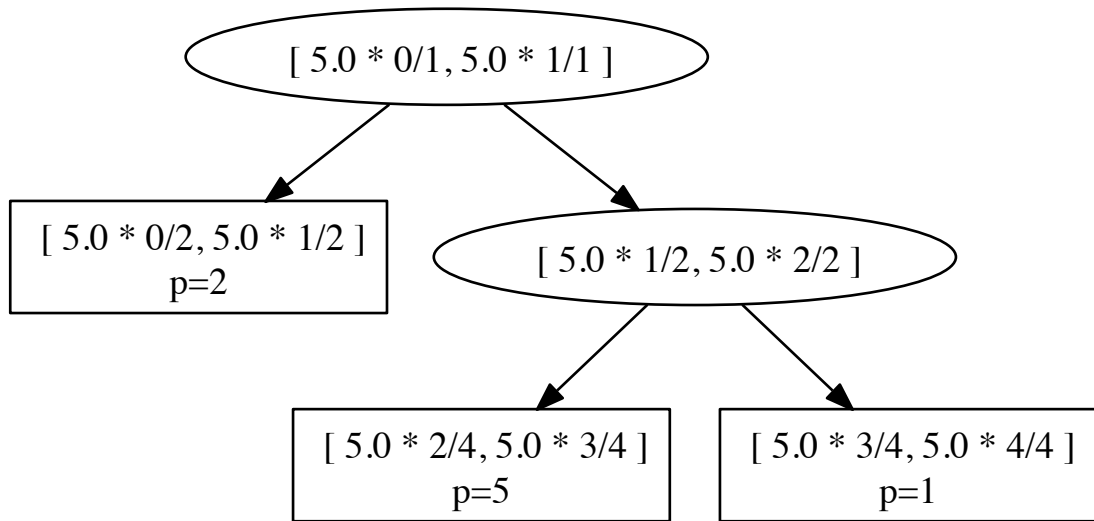 [ 5.0 * 0/1, 5.0 * 1/1 ]
[ 5.0 * 0/2, 5.0 * 1/2 ]
p=2
[ 5.0 * 1/2, 5.0 * 2/2 ]
[ 5.0 * 2/4, 5.0 * 3/4 ]
p=5
[ 5.0 * 3/4, 5.0 * 4/4 ]
p=1